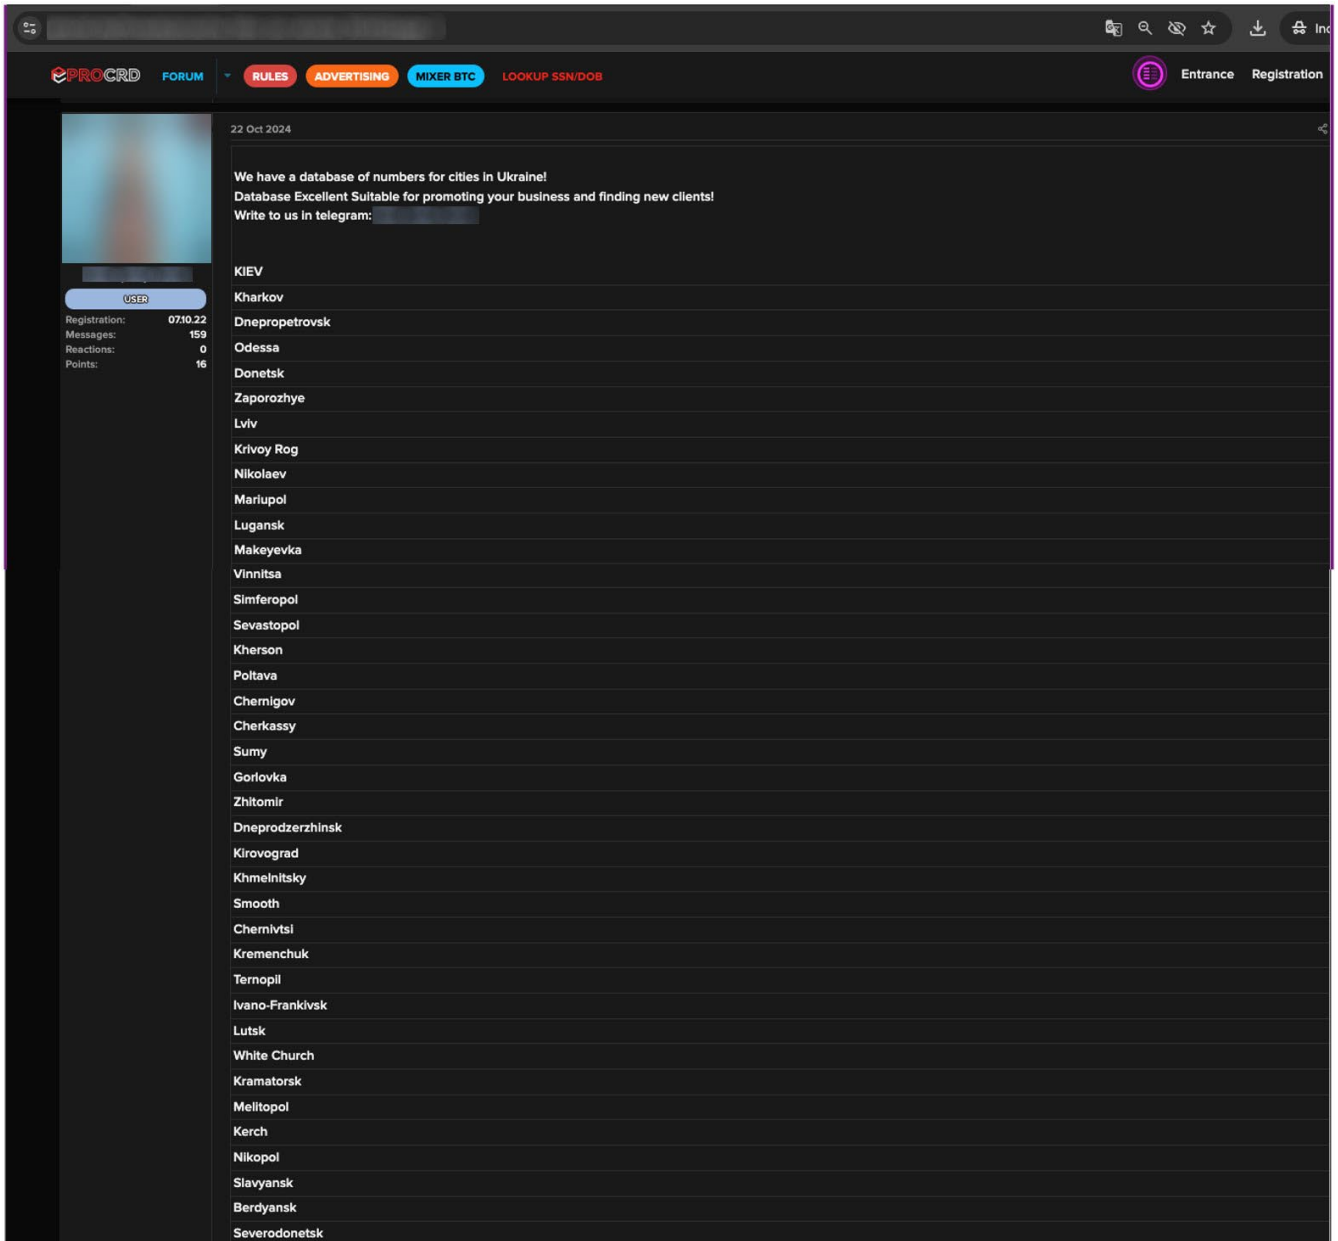 Inc
PROCRD
FORUM
RULES
ADVERTISING
MIXER BTC
LOOKUP SSN/DOB
Entrance
Registration
22 Oct 2024
USER
Registration: 07.10.22
Messages: 159
Reactions: 0
Points: 16
We have a database of numbers for cities in Ukraine!
Database Excellent Suitable for promoting your business and finding new clients!
Write to us in telegram:
KIEV
Kharkov
Dnepropetrovsk
Odessa
Donetsk
Zaporozhye
Lviv
Krivoy Rog
Nikolaev
Mariupol
Lugansk
Makeyevka
Vinnitsa
Simferopol
Sevastopol
Kherson
Poltava
Chernigov
Cherkassy
Sumy
Gorlovka
Zhitomir
Dneprodzerzhinsk
Kirovograd
Khmelnitsky
Smooth
Chernivtsi
Kremenchuk
Ternopil
Ivano-Frankivsk
Lutsk
White Church
Kramatorsk
Melitopol
Kerch
Nikopol
Slavyansk
Berdyansk
Severodonetsk